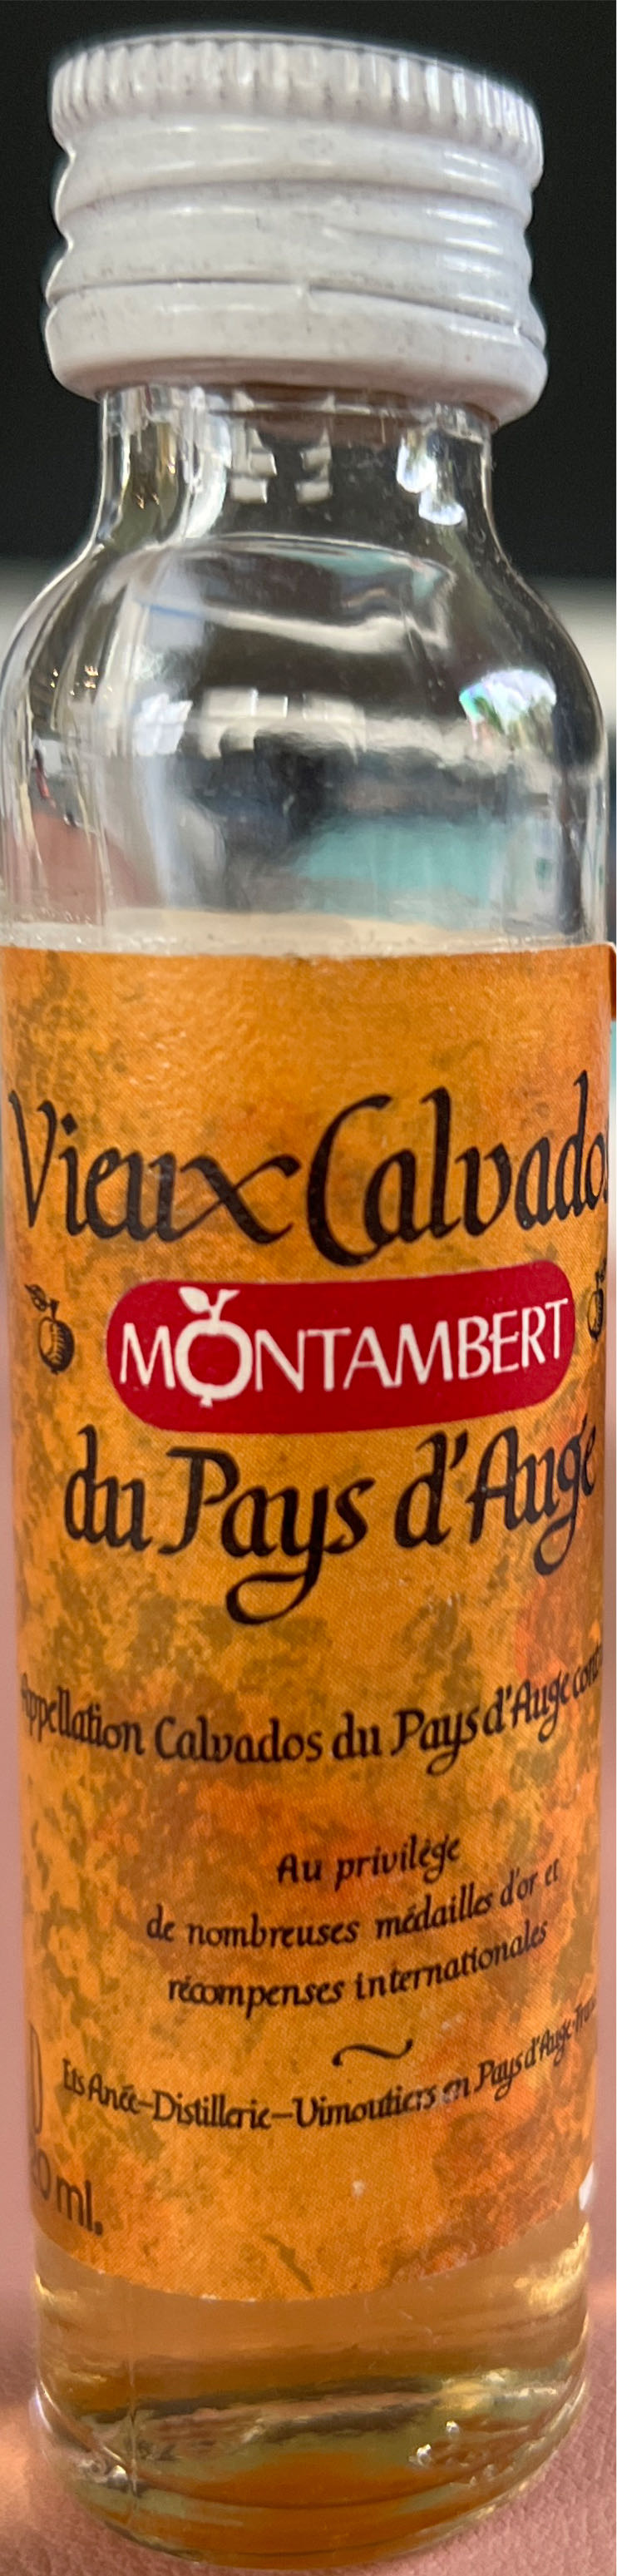 Vieux Calvados
MONTAMBERT
du Pays d'Auge
Appellation Calvados du Pays d'Auge
Au privilège
de nombreuses médailles d'or et
récompenses internationales
Ets Anée-Distillerie-Vimoutiers en Pays d'Auge
ml.